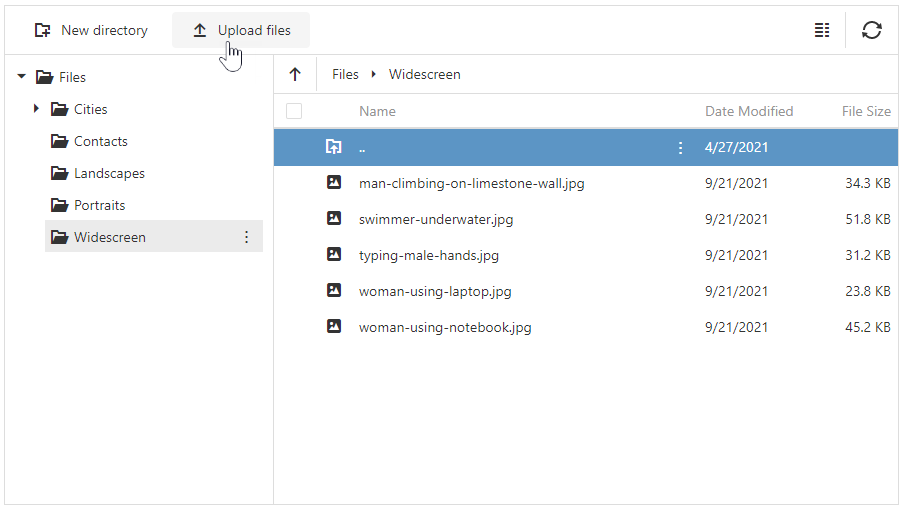 New directory Upload files
Files
Cities
Contacts
Landscapes
Portraits
Widescreen
Files Widescreen
Name Date Modified File Size
.. 4/27/2021
man-climbing-on-limestone-wall.jpg 9/21/2021 34.3 KB
swimmer-underwater.jpg 9/21/2021 51.8 KB
typing-male-hands.jpg 9/21/2021 31.2 KB
woman-using-laptop.jpg 9/21/2021 23.8 KB
woman-using-notebook.jpg 9/21/2021 45.2 KB